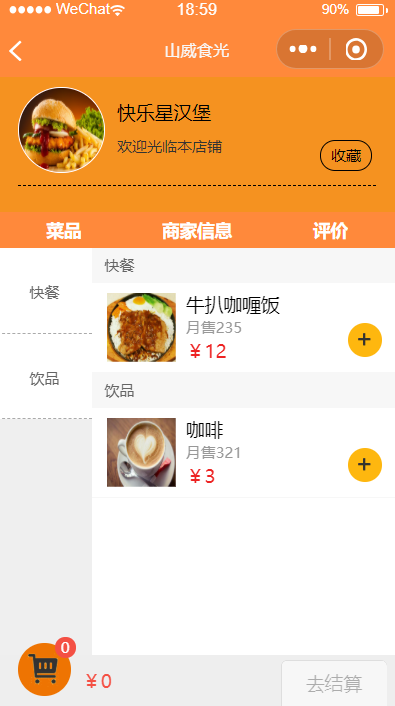 WeChat 18:59 90%
山威食光
快乐星汉堡
欢迎光临本店铺
收藏
菜品 商家信息 评价
快餐
饮品
快餐
牛扒咖喱饭
月售235
￥12
+
饮品
咖啡
月售321
￥3
+
0
￥0
去结算